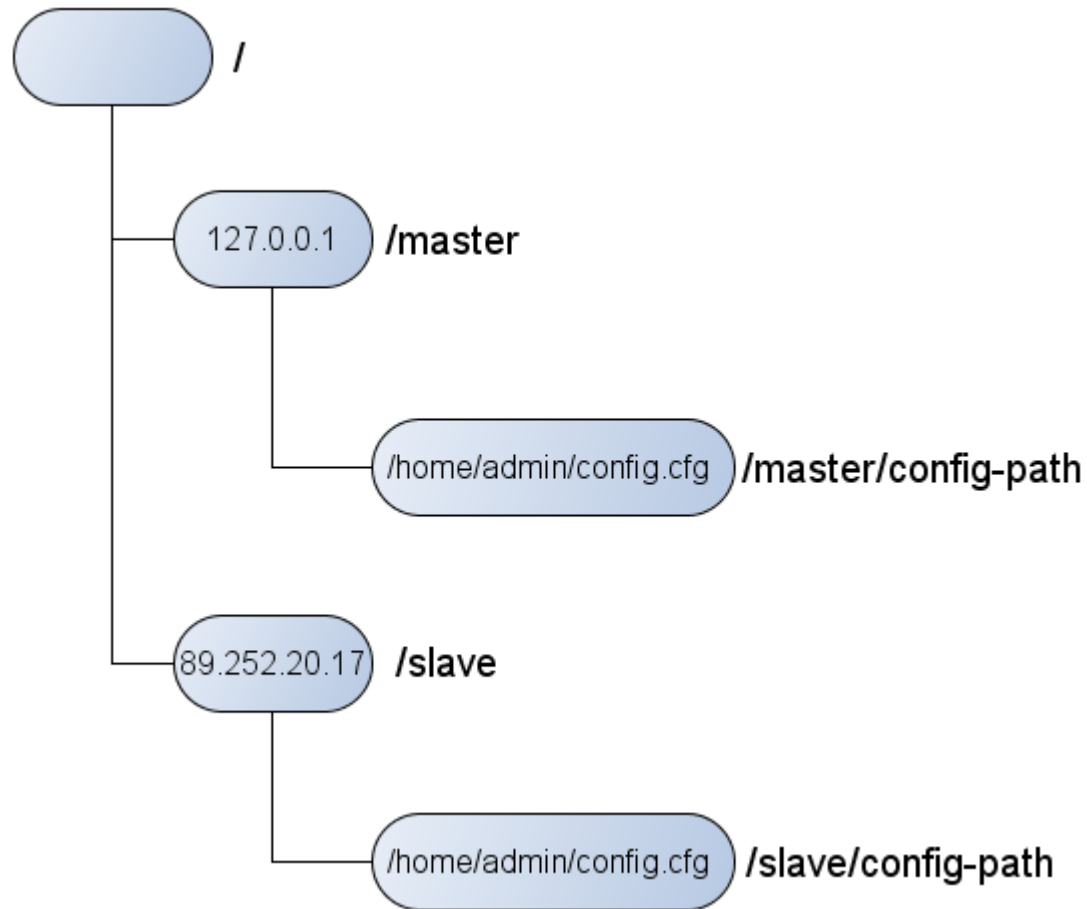 /
127.0.0.1 /master
/home/admin/config.cfg /master/config-path
89.252.20.17 /slave
/home/admin/config.cfg /slave/config-path